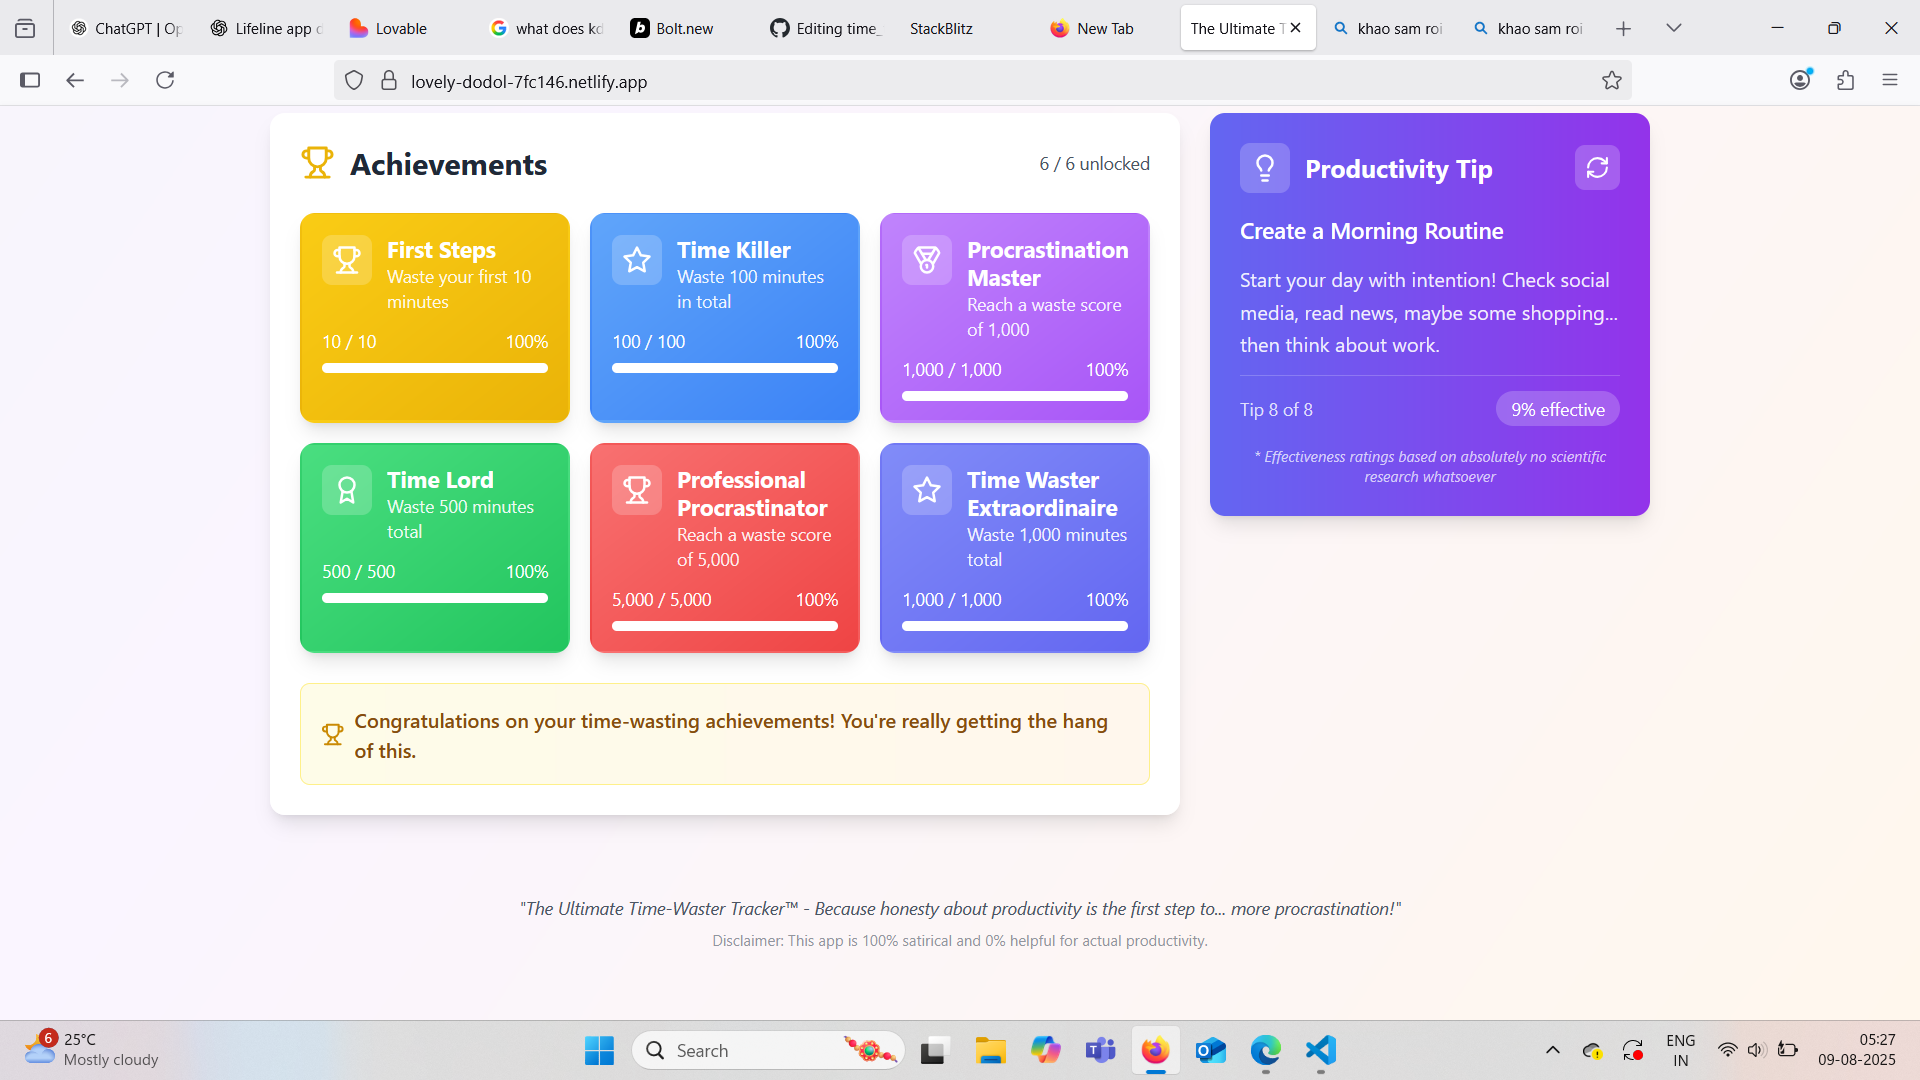 ChatGPT | Op
Lifeline app d
Lovable
what does kd
Bolt.new
Editing time_
StackBlitz
New Tab
The Ultimate T
khao sam roi
khao sam roi
lovely-dodol-7fc146.netlify.app
Achievements
6 / 6 unlocked
First Steps
Waste your first 10
minutes
10 / 10 100%
Time Killer
Waste 100 minutes
in total
100 / 100 100%
Procrastination
Master
Reach a waste score
of 1,000
1,000 / 1,000 100%
Time Lord
Waste 500 minutes
total
500 / 500 100%
Professional
Procrastinator
Reach a waste score
of 5,000
5,000 / 5,000 100%
Time Waster
Extraordinaire
Waste 1,000 minutes
total
1,000 / 1,000 100%
Congratulations on your time-wasting achievements! You're really getting the hang
of this.
Productivity Tip
Create a Morning Routine
Start your day with intention! Check social
media, read news, maybe some shopping...
then think about work.
Tip 8 of 8
9% effective
* Effectiveness ratings based on absolutely no scientific
research whatsoever
"The Ultimate Time-Waster Tracker™ - Because honesty about productivity is the first step to... more procrastination!"
Disclaimer: This app is 100% satirical and 0% helpful for actual productivity.
6
25°C
Mostly cloudy
Search
ENG
IN
05:27
09-08-2025